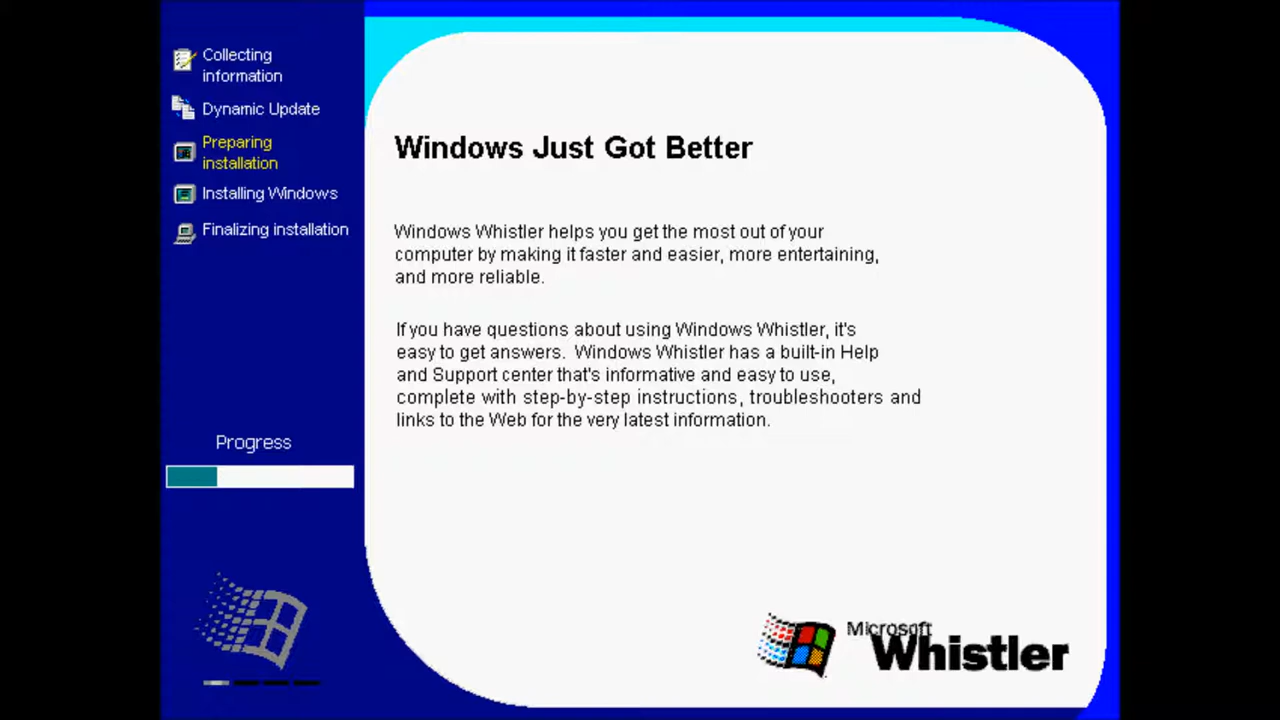 Collecting
information
Dynamic Update
Preparing
installation
Installing Windows
Finalizing installation
Progress
Windows Just Got Better
Windows Whistler helps you get the most out of your
computer by making it faster and easier, more entertaining,
and more reliable.
If you have questions about using Windows Whistler, it's
easy to get answers.  Windows Whistler has a built-in Help
and Support center that's informative and easy to use,
complete with step-by-step instructions, troubleshooters and
links to the Web for the very latest information.
Microsoft
Whistler